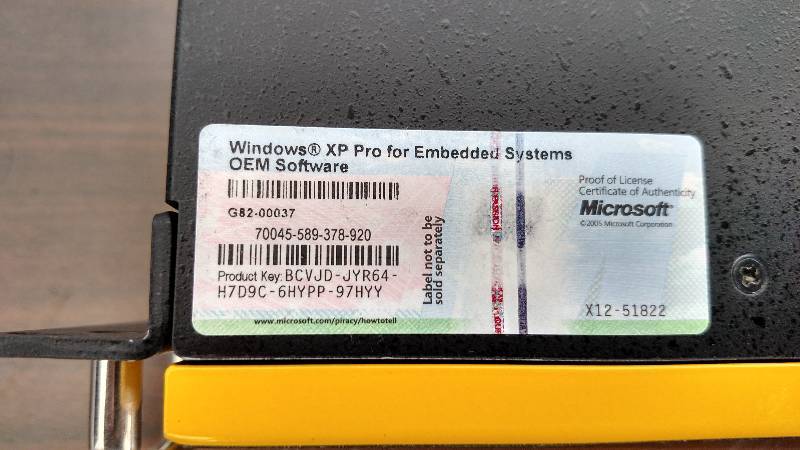 Windows® XP Pro for Embedded Systems
OEM Software
G82-00037
70045-589-378-920
Product Key: BCVJD-JYR64-
H7D9C-6HYPP-97HYY
www.microsoft.com/piracy/howtotell
Label not to be
sold separately
Proof of License
Certificate of Authenticity
Microsoft
©2005 Microsoft Corporation
X12-51822